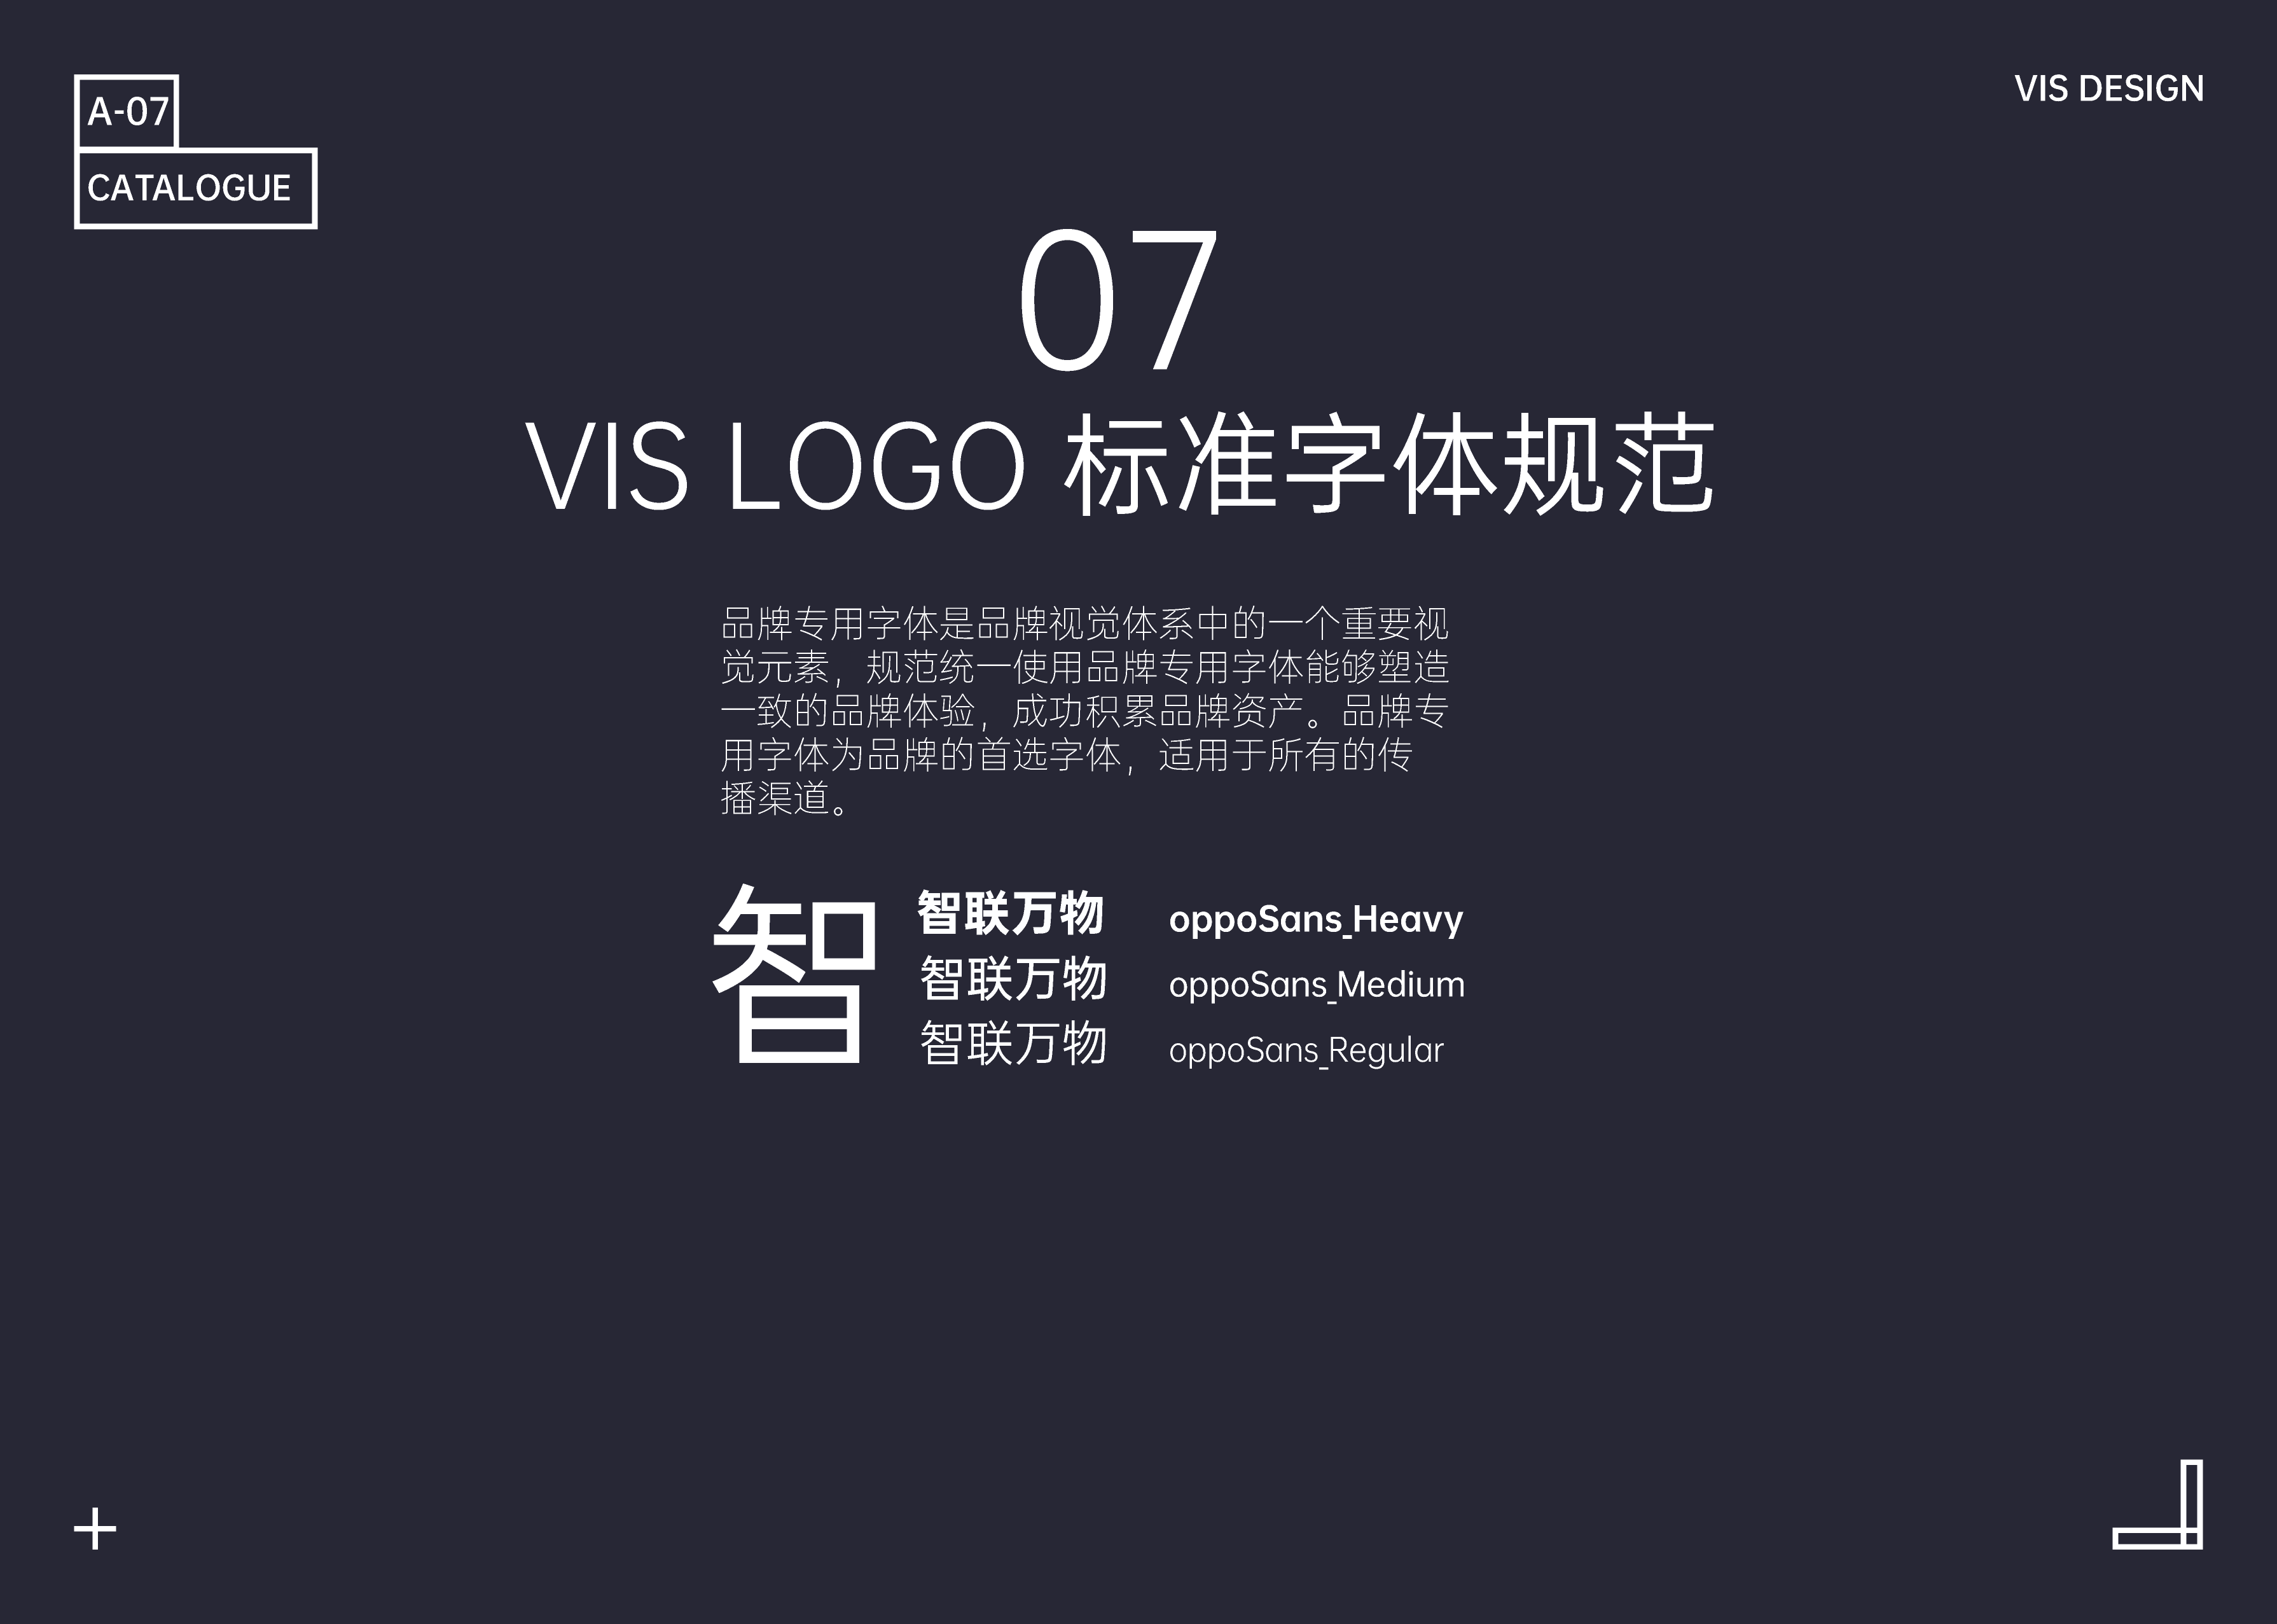 A-07
CATALOGUE
VIS DESIGN
07
VIS LOGO 标准字体规范
品牌专用字体是品牌视觉体系中的一个重要视
觉元素，规范统一使用品牌专用字体能够塑造
一致的品牌体验，成功积累品牌资产。品牌专
用字体为品牌的首选字体，适用于所有的传
播渠道。
智
智联万物 oppoSans_Heavy
智联万物 oppoSans_Medium
智联万物 oppoSans_Regular